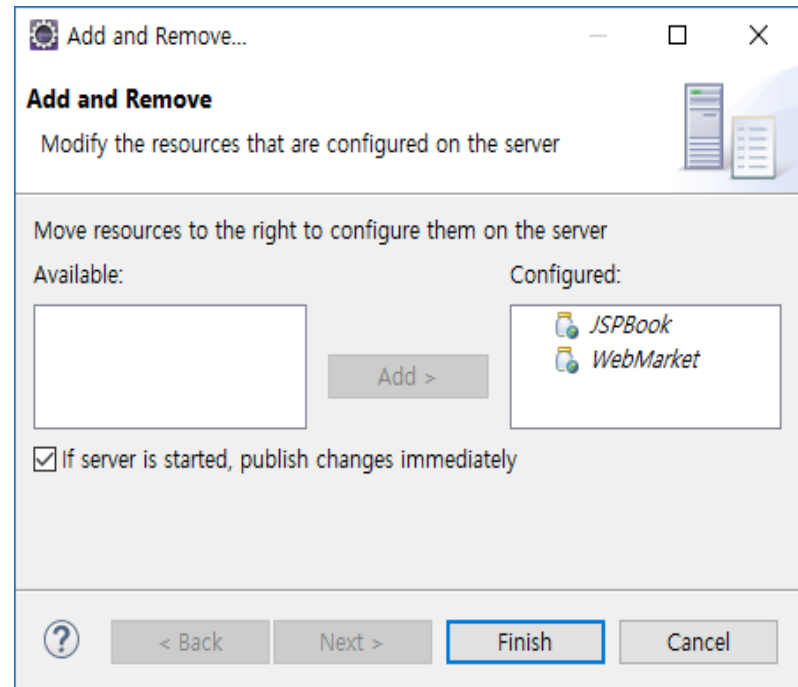 Add and Remove...
Add and Remove
Modify the resources that are configured on the server
Move resources to the right to configure them on the server
Available:
Configured:
JSPBook
WebMarket
Add >
If server is started, publish changes immediately
?
< Back
Next >
Finish
Cancel